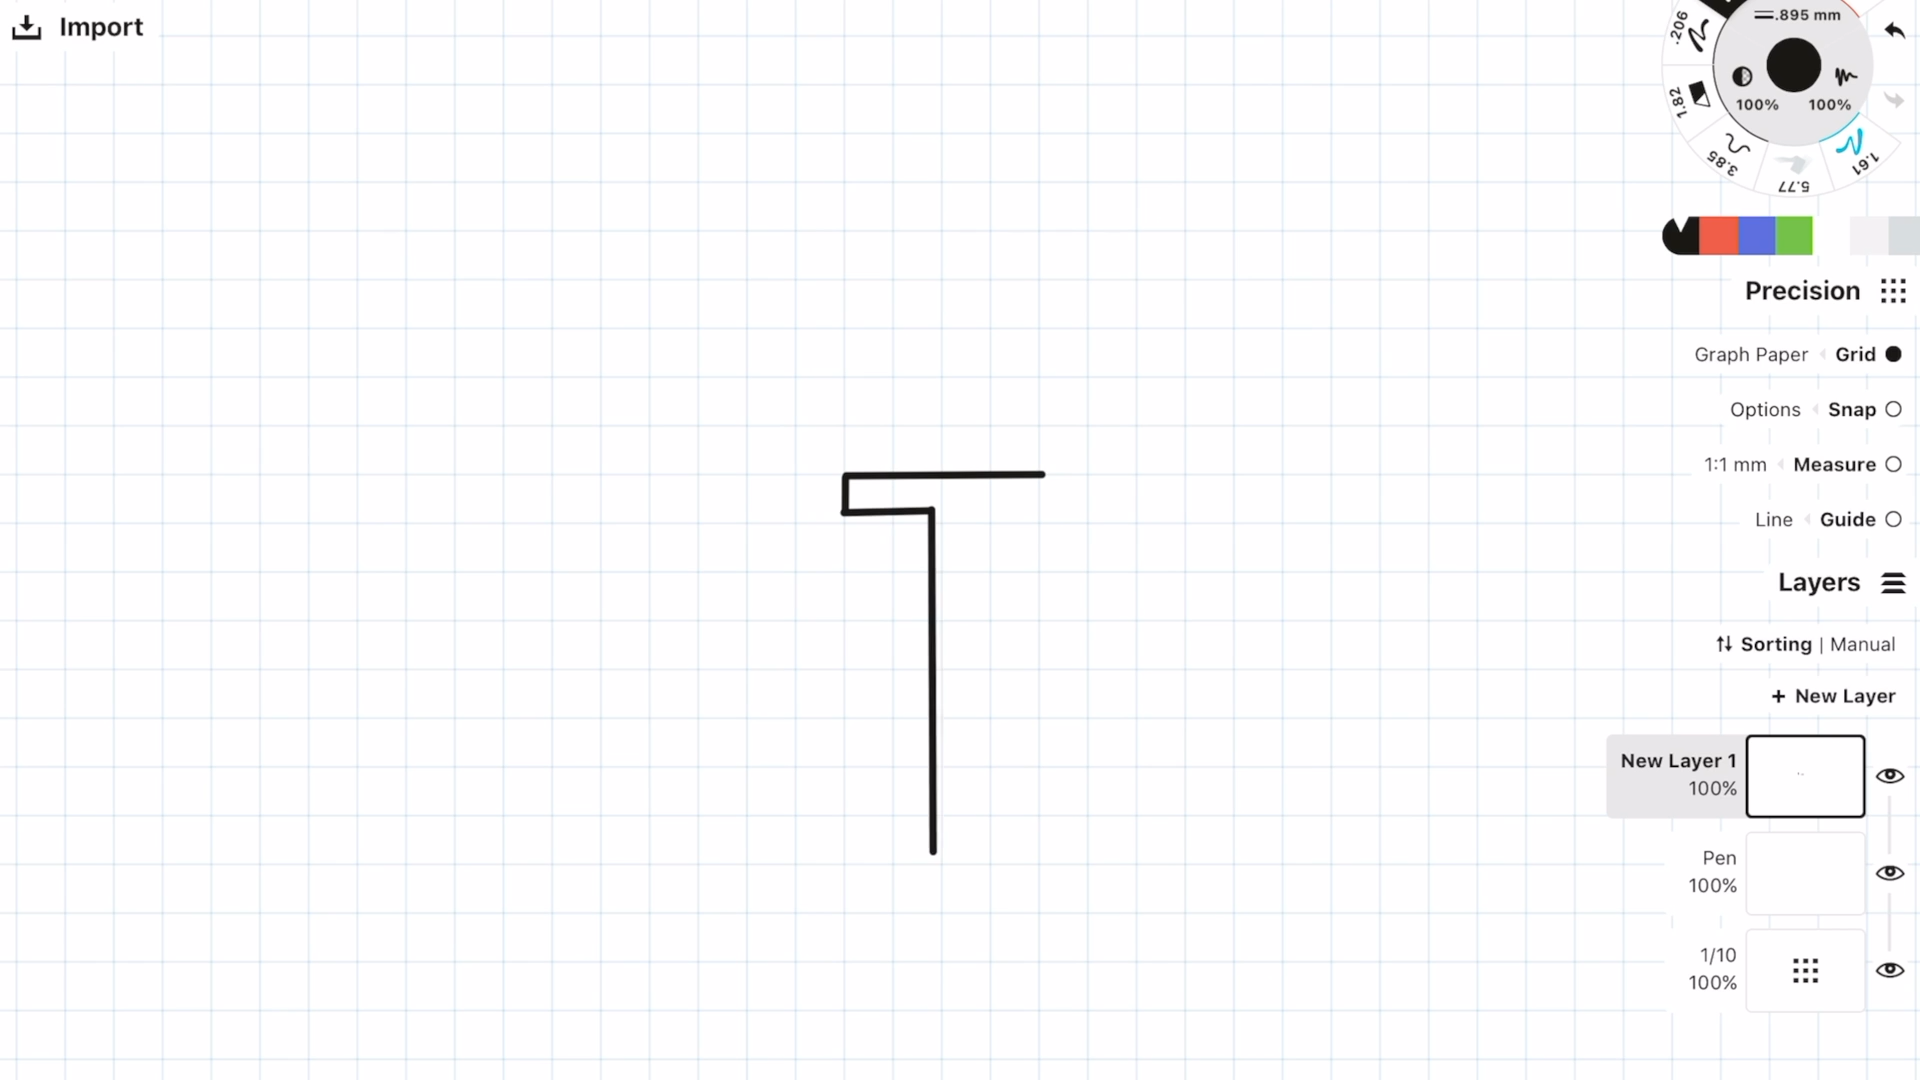 Import
.895 mm
.206
100%
100%
1.82
3.85
5.77
1.61
Precision
Graph Paper Grid
Options Snap
1:1 mm Measure
Line Guide
Layers
Sorting | Manual
+ New Layer
New Layer 1
100%
Pen
100%
1/10
100%